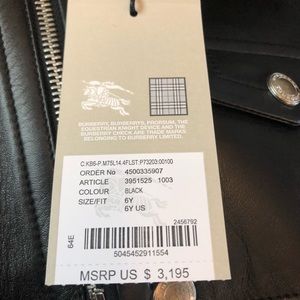 BURBERRY, BURBERRYS, PRORSUM, THE
EQUESTRIAN KNIGHT DEVICE AND THE
BURBERRY CHECK ARE TRADE MARKS
BELONGING TO BURBERRY LIMITED.
C:KB6-P.M75L14.4FLST:P73203:00100
ORDER No 4500335907
ARTICLE 3951525 1003
COLOUR BLACK
SIZE/FIT 6Y
6Y US
2456792
64E
5045452911554
MSRP US $ 3,195